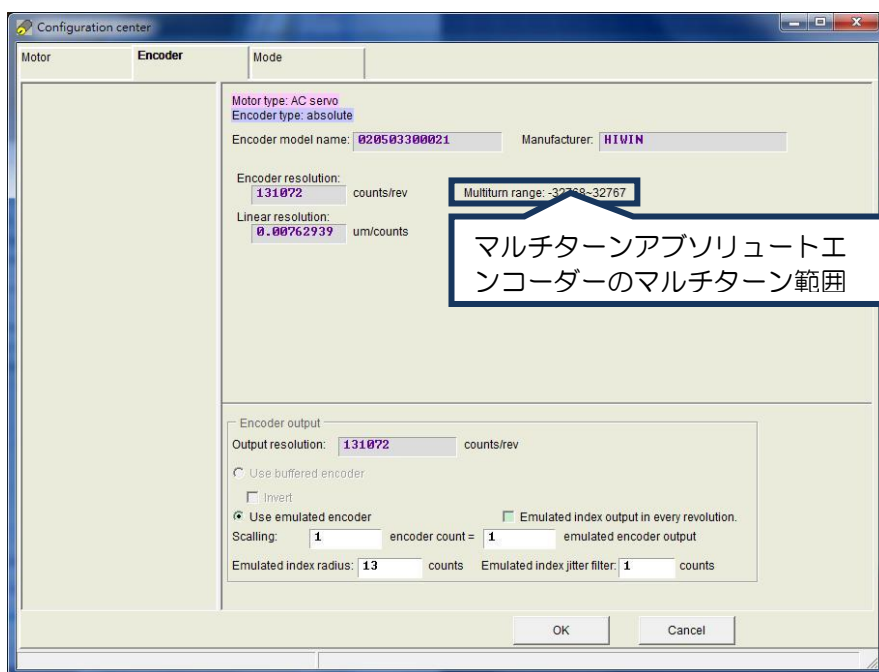 Configuration center
Motor Encoder Mode
Motor type: AC servo
Encoder type: absolute
Encoder model name: 020503300021 Manufacturer: HIWIN
Encoder resolution:
131072 counts/rev Multiturn range: -32768~32767
Linear resolution:
0.00762939 um/counts
マルチターンアブソリュートエ
ンコーダーのマルチターン範囲
Encoder output
Output resolution: 131072 counts/rev
Use buffered encoder
Invert
Use emulated encoder Emulated index output in every revolution.
Scalling: 1 encoder count = 1 emulated encoder output
Emulated index radius: 13 counts Emulated index jitter filter: 1 counts
OK Cancel